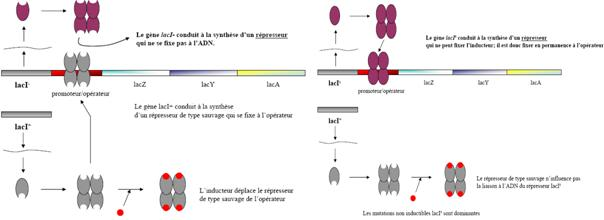 Le gène lacI- conduit à la synthèse d'un répresseur
qui ne se fixe pas à l'ADN.
lacI-
promoteur/opérateur
lacZ
lacY
lacA
lacI+
Le gène lacI+ conduit à la synthèse
d'un répresseur de type sauvage qui se fixe à l'opérateur
L'inducteur déplace le répresseur
de type sauvage de l'opérateur
Le gène lacIs conduit à la synthèse d'un répresseur
qui ne peut fixer l'inducteur; il est donc fixer en permanence à l'opérateur
lacIs
promoteur/opérateur
lacZ
lacY
lacA
lacI+
Le répresseur de type sauvage n'influence pas
la liaison à l'ADN du represseur lacIs
Les mutations non inductibles lacIs sont dominantes